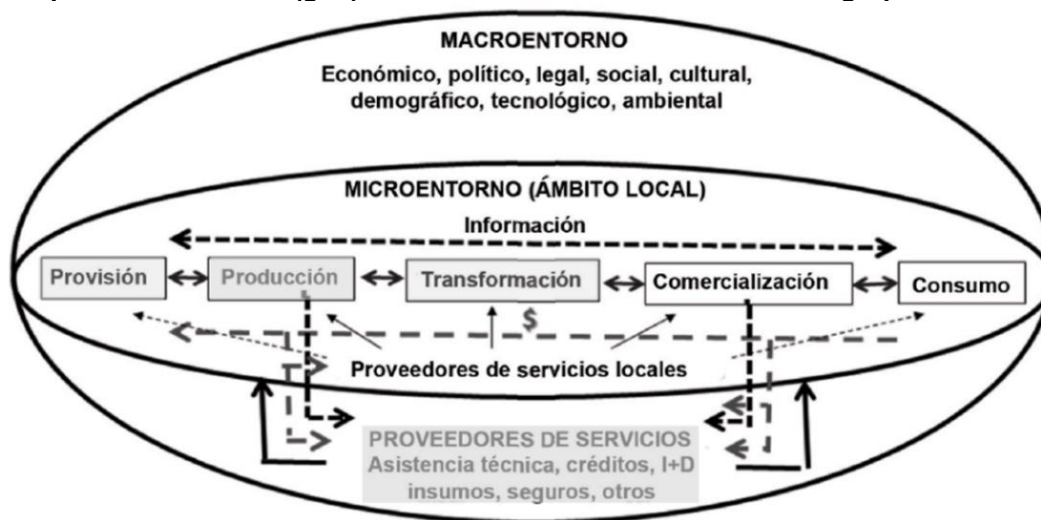 MACROENTORNO
Económico, político, legal, social, cultural,
demográfico, tecnológico, ambiental
MICROENTORNO (ÁMBITO LOCAL)
Información
Provisión
Producción
Transformación
Comercialización
Consumo
$
Proveedores de servicios locales
PROVEEDORES DE SERVICIOS
Asistencia técnica, créditos, I+D
insumos, seguros, otros